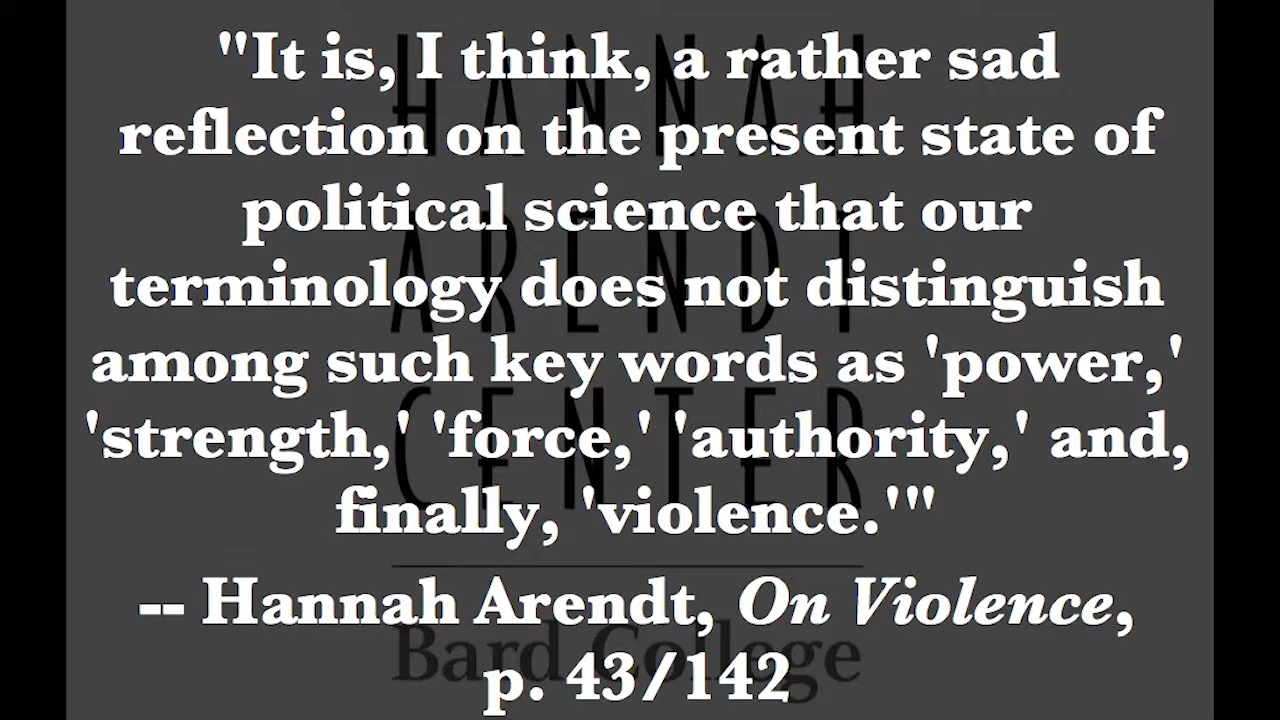 "It is, I think, a rather sad
reflection on the present state of
political science that our
terminology does not distinguish
among such key words as 'power,'
'strength,' 'force,' 'authority,' and,
finally, 'violence.'"
-- Hannah Arendt, On Violence,
p. 43/142
HANNAH
ARENDT
CENTER
Bard College